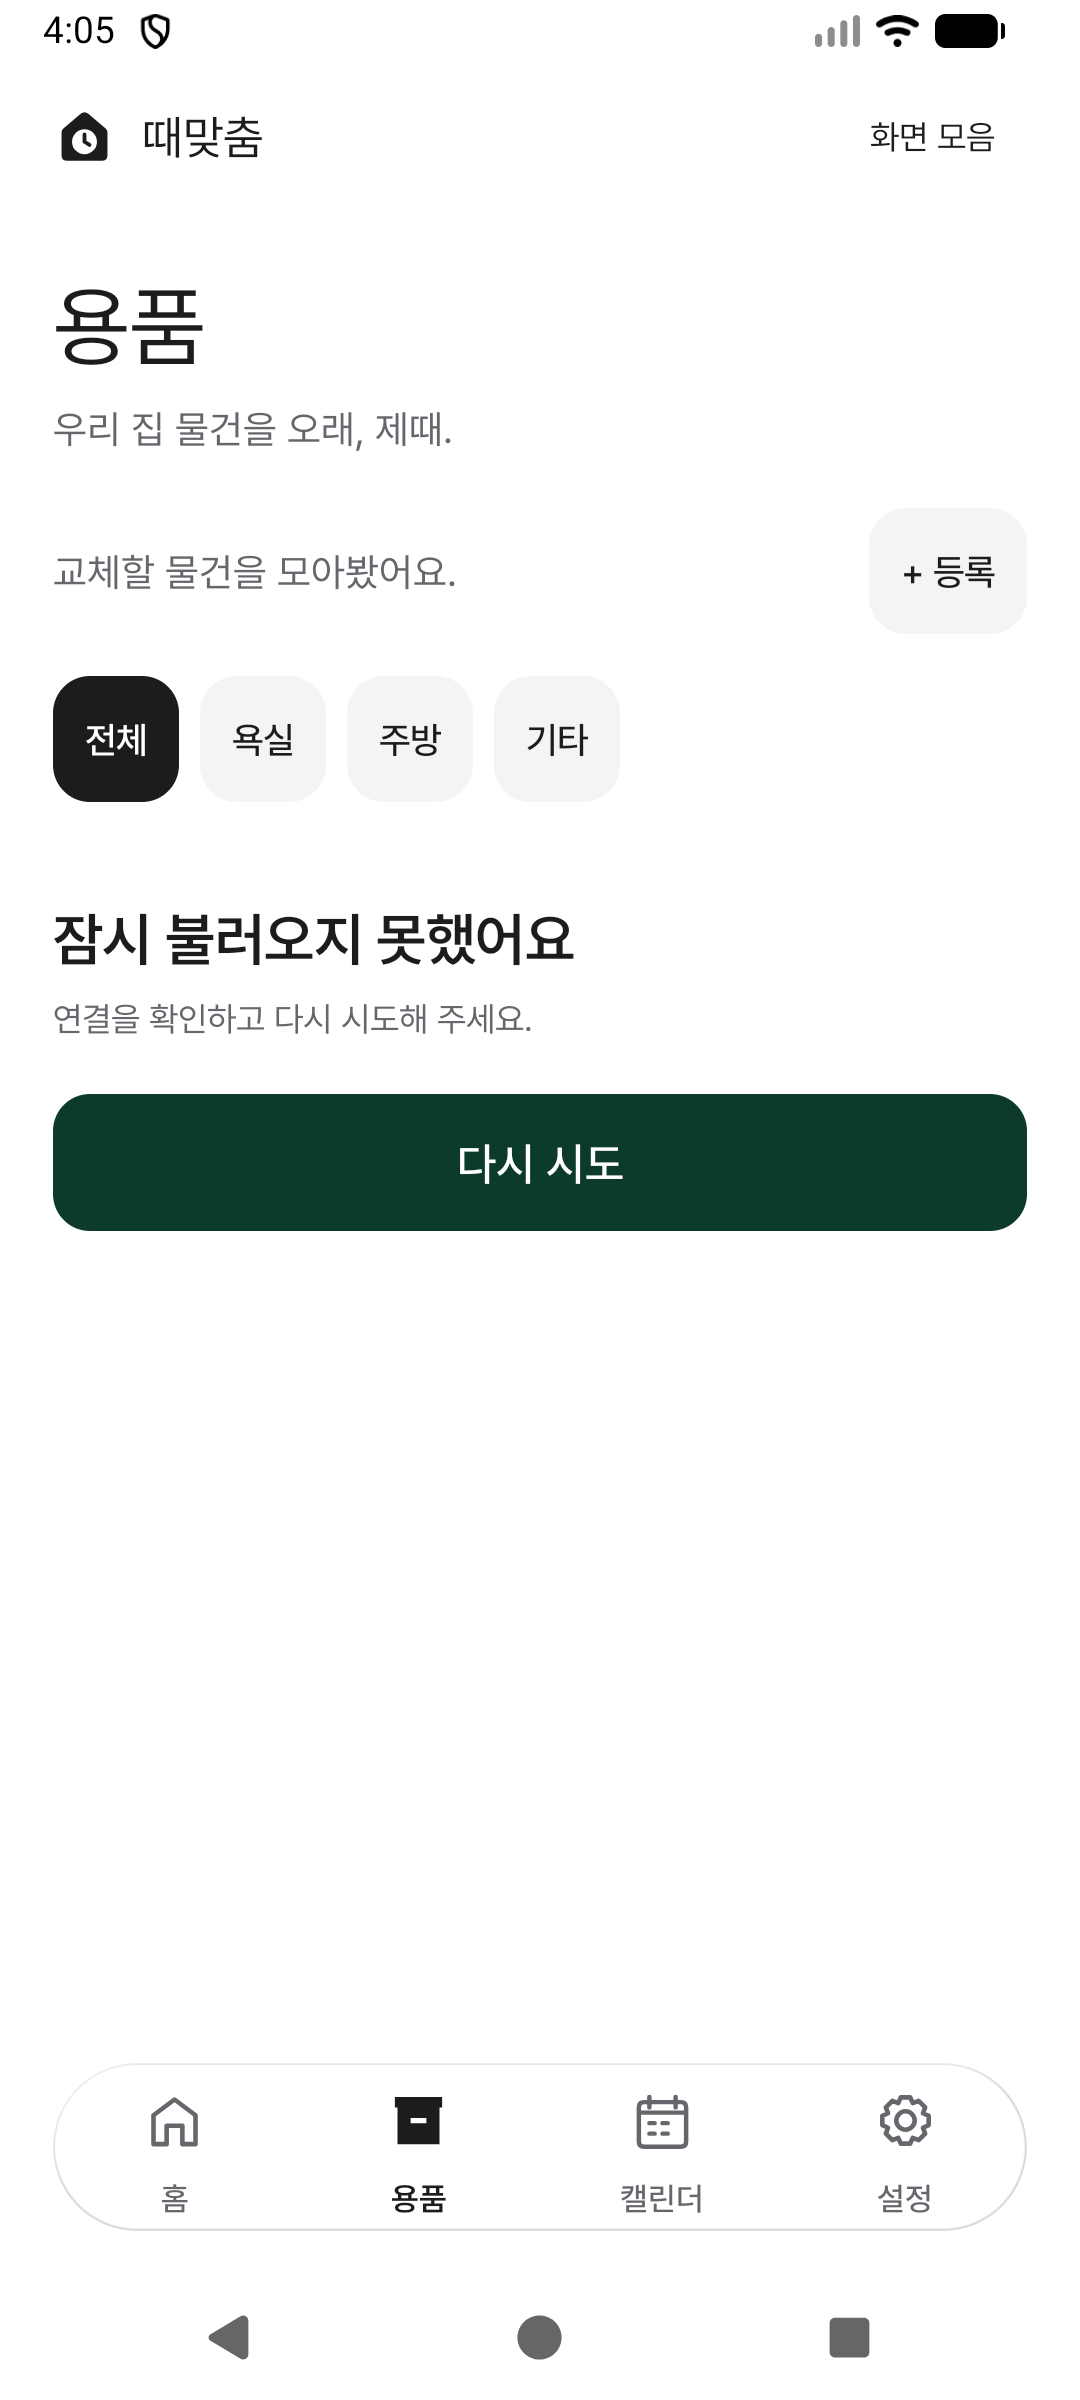 4:05
때맞춤
화면 모음
용품
우리 집 물건을 오래, 제때.
교체할 물건을 모아봤어요.
+ 등록
전체
욕실
주방
기타
잠시 불러오지 못했어요
연결을 확인하고 다시 시도해 주세요.
다시 시도
홈
용품
캘린더
설정